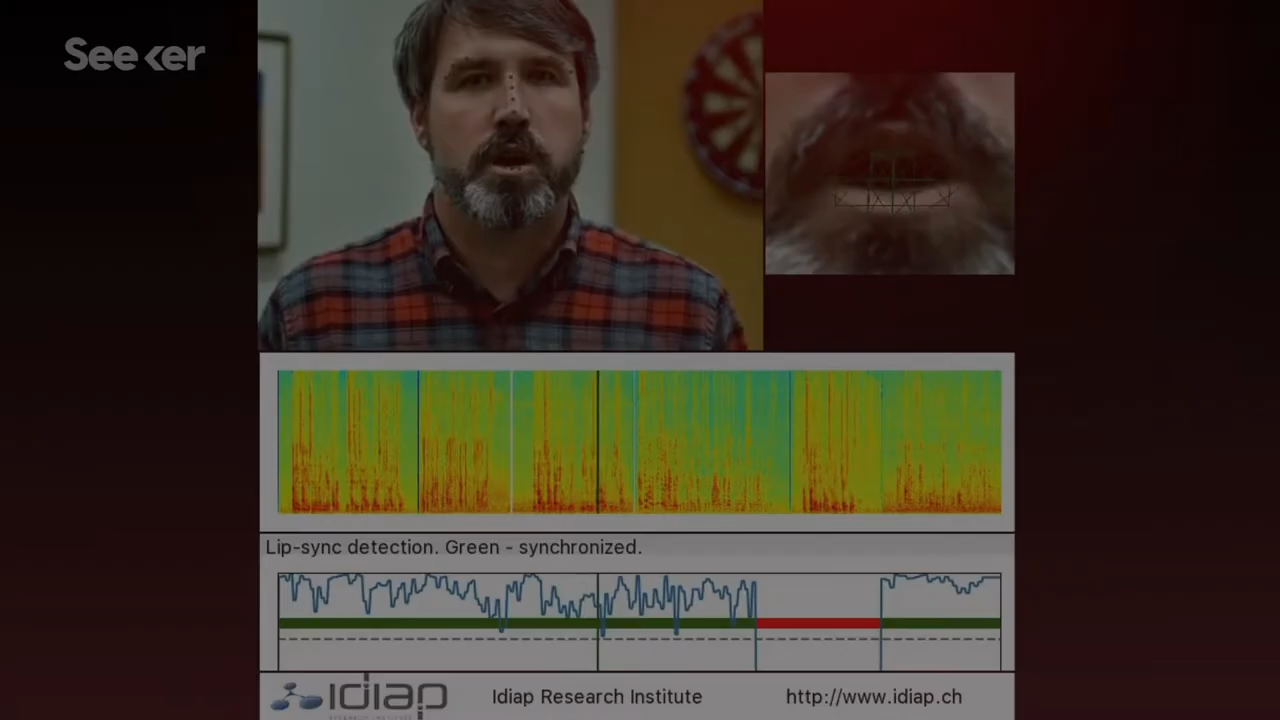 Seeker
Lip-sync detection. Green - synchronized.
idiap
Idiap Research Institute
http://www.idiap.ch